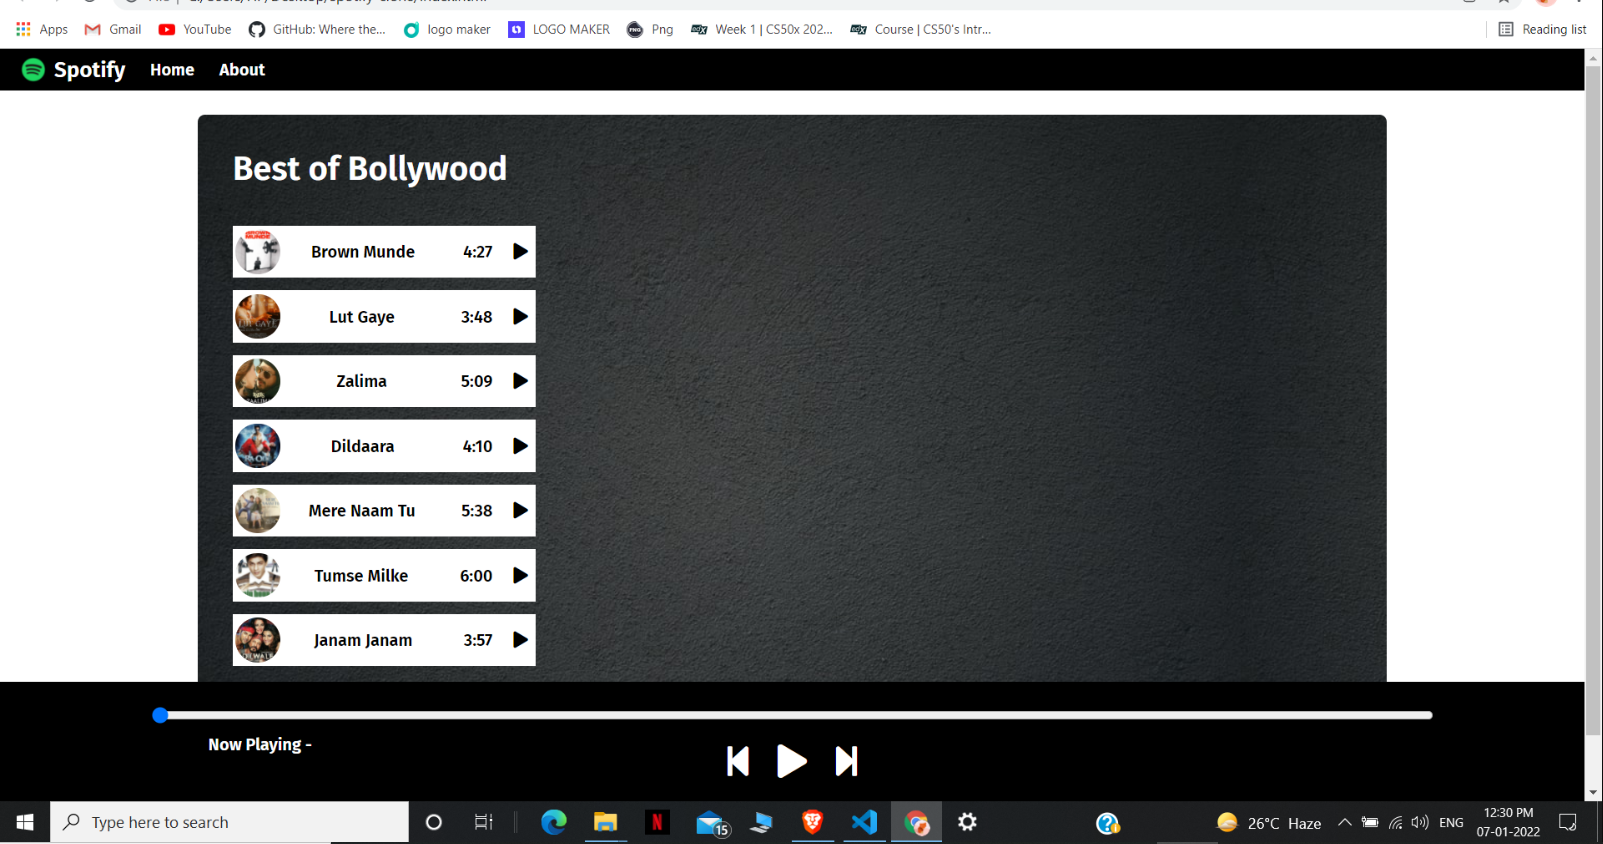 Apps Gmail YouTube GitHub: Where the... logo maker LOGO MAKER Png Week 1 | CS50x 202... Course | CS50's Intr... Reading list
Spotify Home About
Best of Bollywood
Brown Munde 4:27
Lut Gaye 3:48
Zalima 5:09
Dildaara 4:10
Mere Naam Tu 5:38
Tumse Milke 6:00
Janam Janam 3:57
Now Playing -
Type here to search
15
26°C Haze
ENG
12:30 PM
07-01-2022